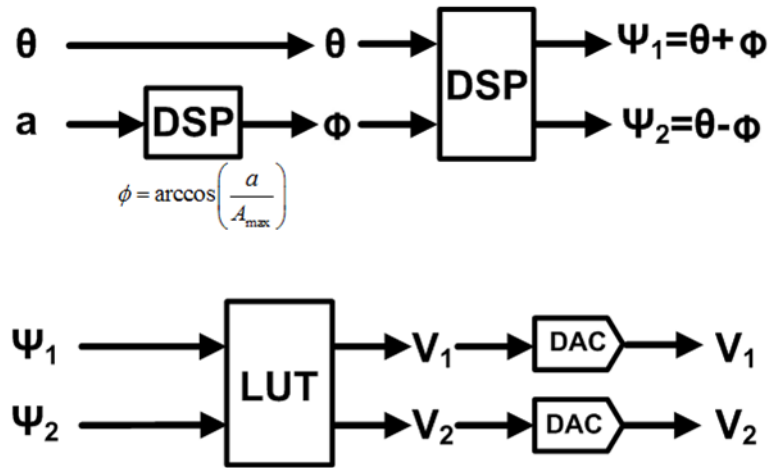 θ θ Ψ1=θ+Φ
DSP
a DSP Φ Ψ2=θ-Φ
ϕ = arccos(a/Amax)
Ψ1 V1 DAC V1
LUT
Ψ2 V2 DAC V2